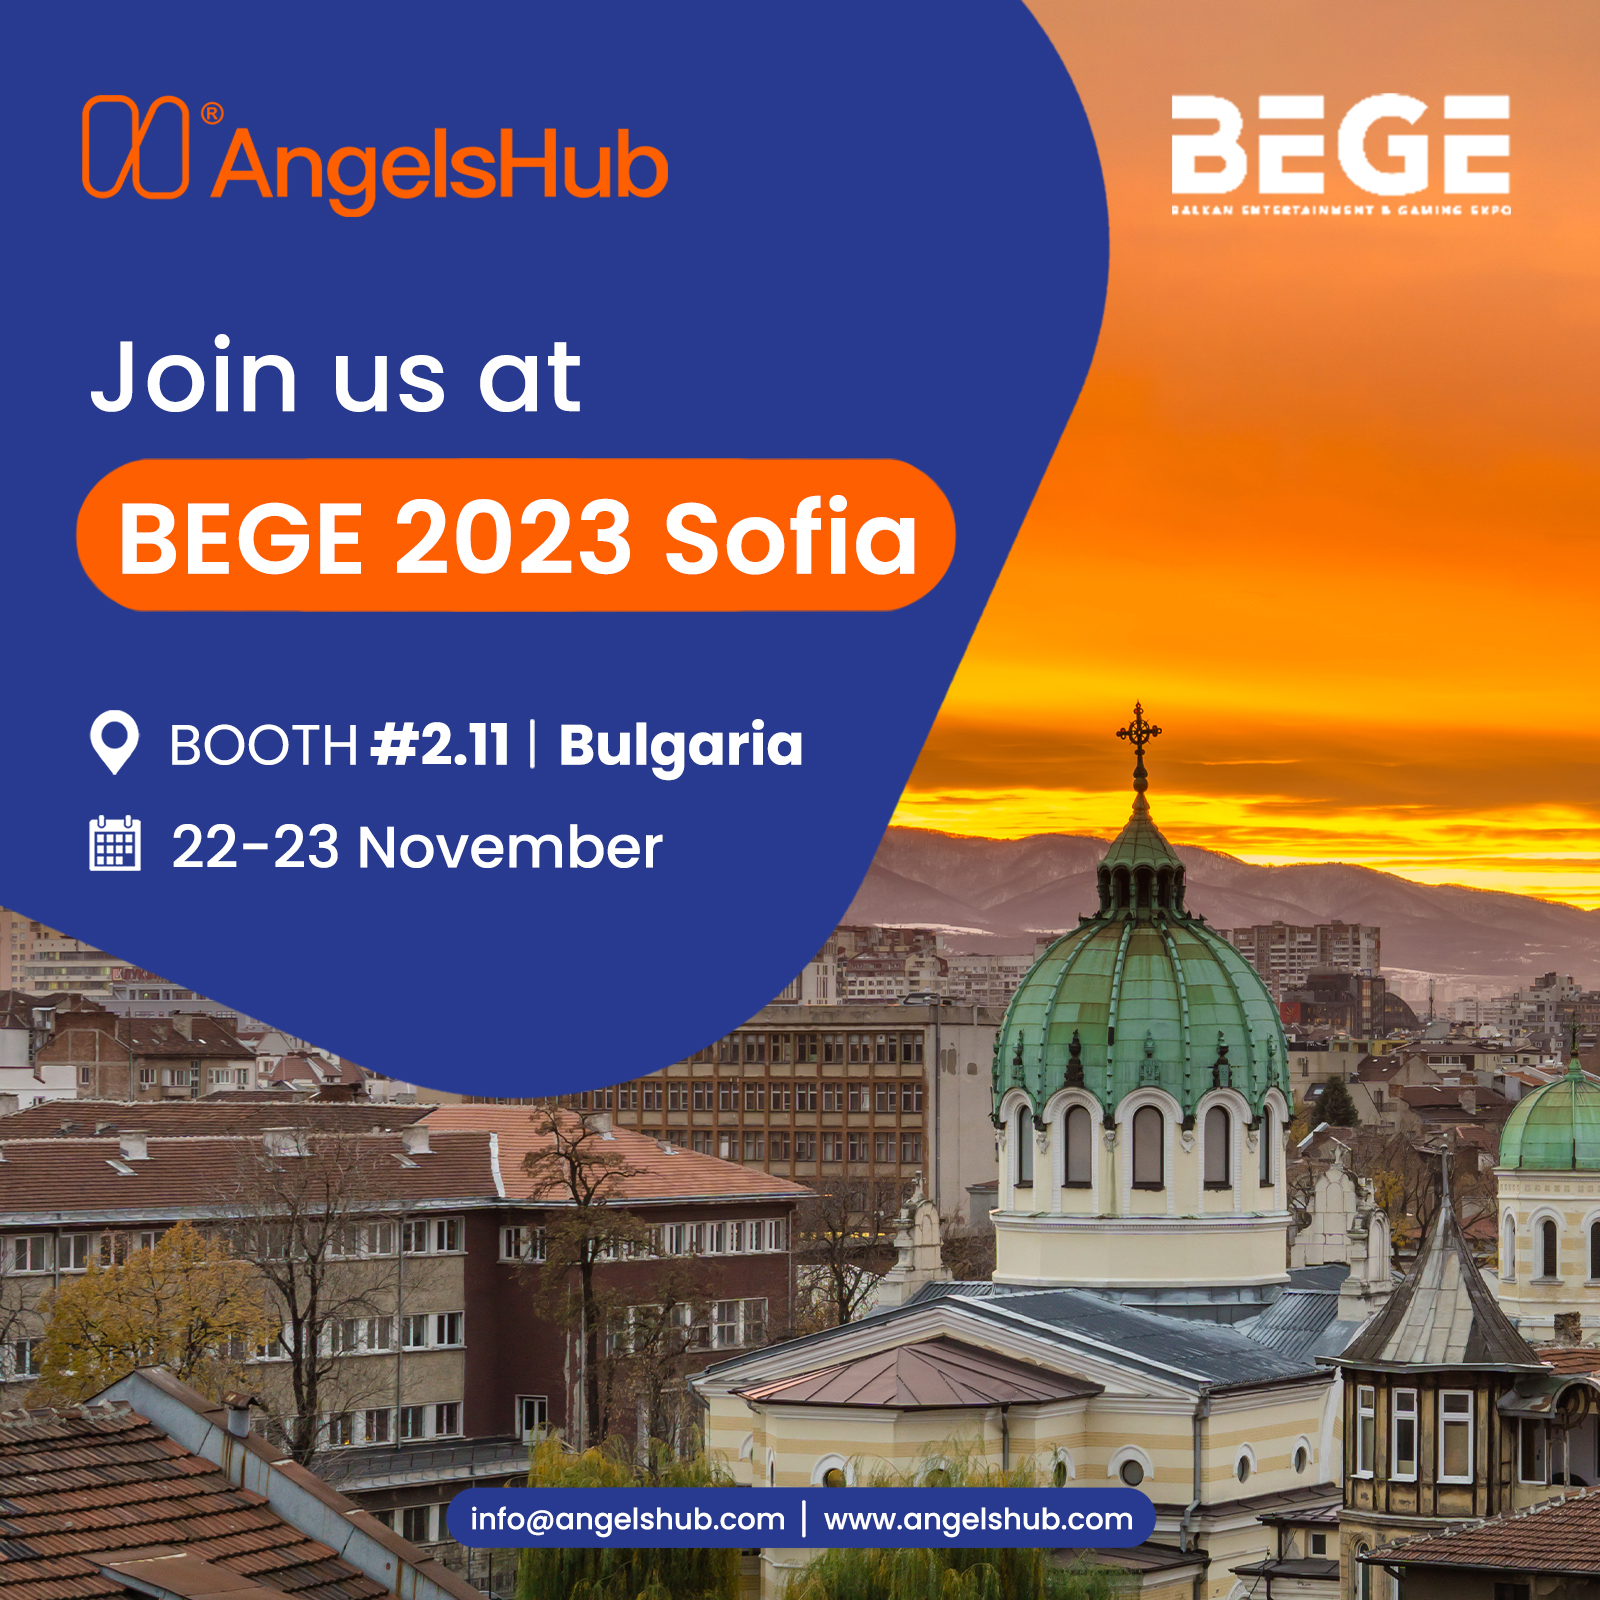 ® AngelsHub
BEGE
BALKAN ENTERTAINMENT & GAMING EXPO
Join us at
BEGE 2023 Sofia
BOOTH #2.11 | Bulgaria
22-23 November
info@angelshub.com | www.angelshub.com